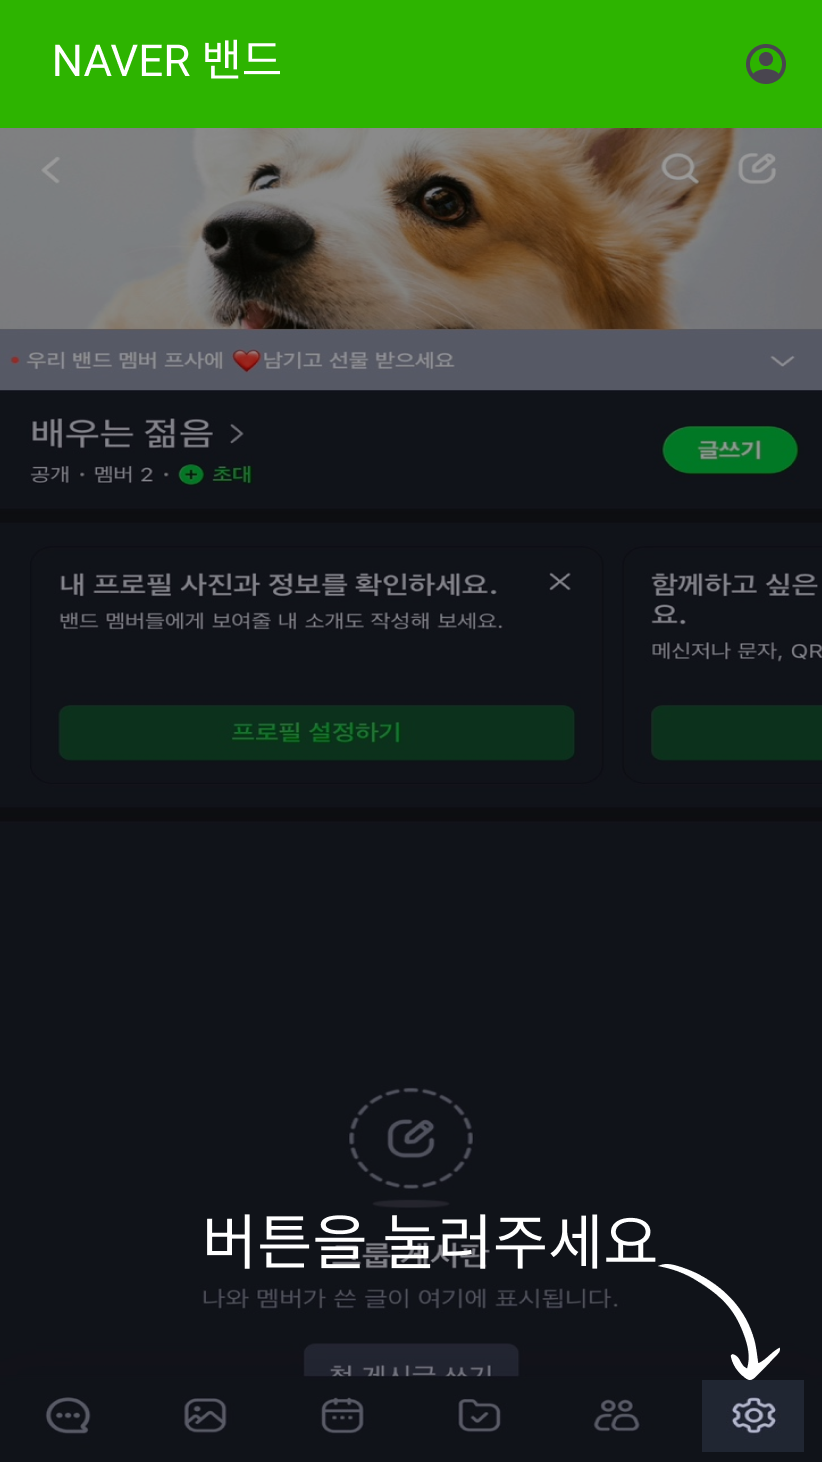 NAVER 밴드
우리 밴드 멤버 프사에 ❤️남기고 선물 받으세요
배우는 젊음
글쓰기
공개 · 멤버 2 · 초대
내 프로필 사진과 정보를 확인하세요.
밴드 멤버들에게 보여줄 내 소개도 작성해 보세요.
프로필 설정하기
함께하고 싶은
요.
메신저나 문자, QR
버튼을 눌러주세요
나와 멤버가 쓴 글이 여기에 표시됩니다.
첫 게시글 쓰기